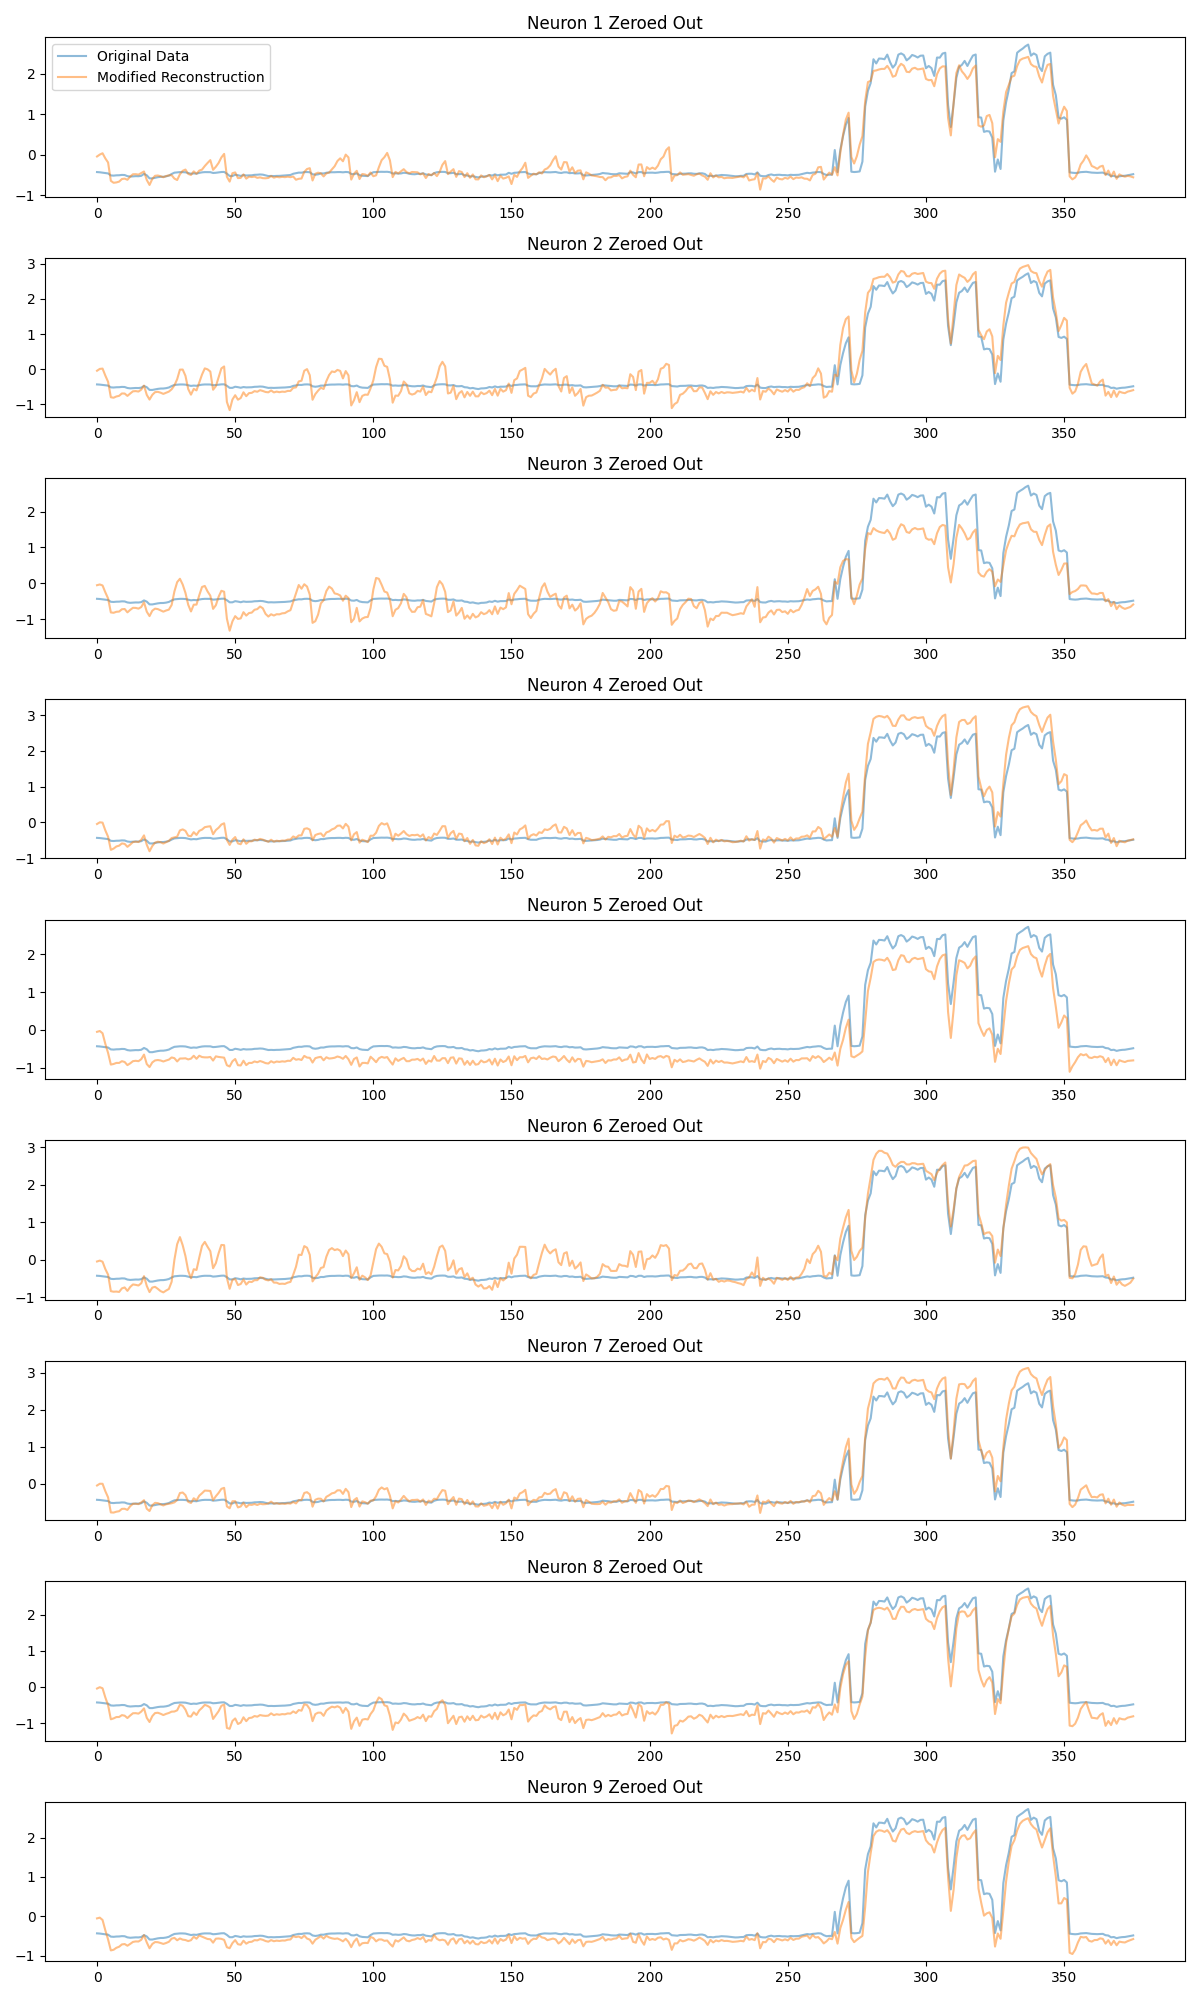 Neuron 1 Zeroed Out
Original Data
Modified Reconstruction
2
1
0
−1
0 50 100 150 200 250 300 350
Neuron 2 Zeroed Out
3
2
1
0
−1
0 50 100 150 200 250 300 350
Neuron 3 Zeroed Out
2
1
0
−1
0 50 100 150 200 250 300 350
Neuron 4 Zeroed Out
3
2
1
0
−1
0 50 100 150 200 250 300 350
Neuron 5 Zeroed Out
2
1
0
−1
0 50 100 150 200 250 300 350
Neuron 6 Zeroed Out
3
2
1
0
−1
0 50 100 150 200 250 300 350
Neuron 7 Zeroed Out
3
2
1
0
0 50 100 150 200 250 300 350
Neuron 8 Zeroed Out
2
1
0
−1
0 50 100 150 200 250 300 350
Neuron 9 Zeroed Out
2
1
0
−1
0 50 100 150 200 250 300 350